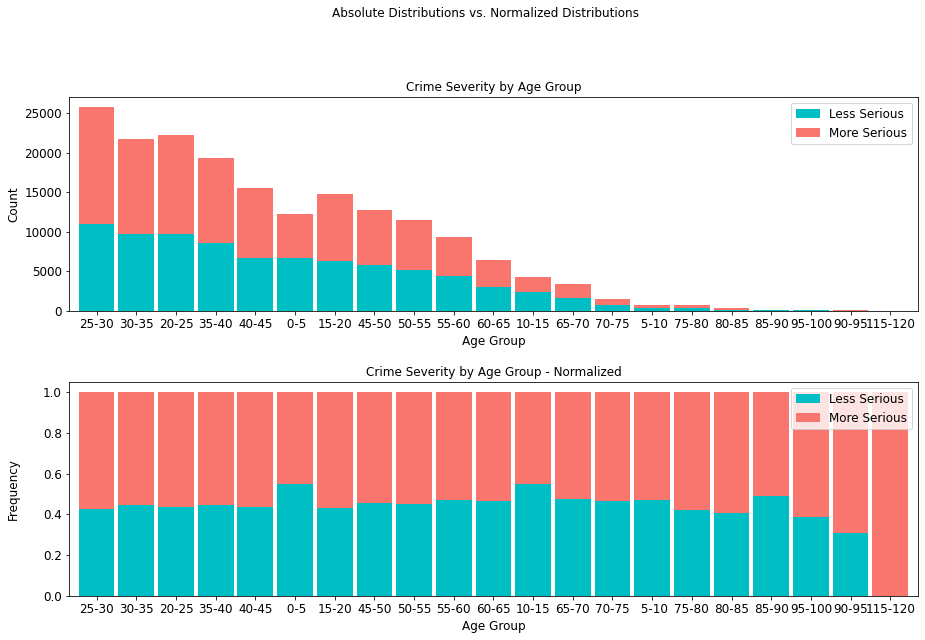 Absolute Distributions vs. Normalized Distributions
Crime Severity by Age Group
Less Serious
More Serious
25000
20000
15000
10000
5000
0
Count
25-30 30-35 20-25 35-40 40-45 0-5 15-20 45-50 50-55 55-60 60-65 10-15 65-70 70-75 5-10 75-80 80-85 85-90 95-100 90-95 115-120
Age Group
Crime Severity by Age Group - Normalized
Less Serious
More Serious
1.0
0.8
0.6
0.4
0.2
0.0
Frequency
25-30 30-35 20-25 35-40 40-45 0-5 15-20 45-50 50-55 55-60 60-65 10-15 65-70 70-75 5-10 75-80 80-85 85-90 95-100 90-95 115-120
Age Group